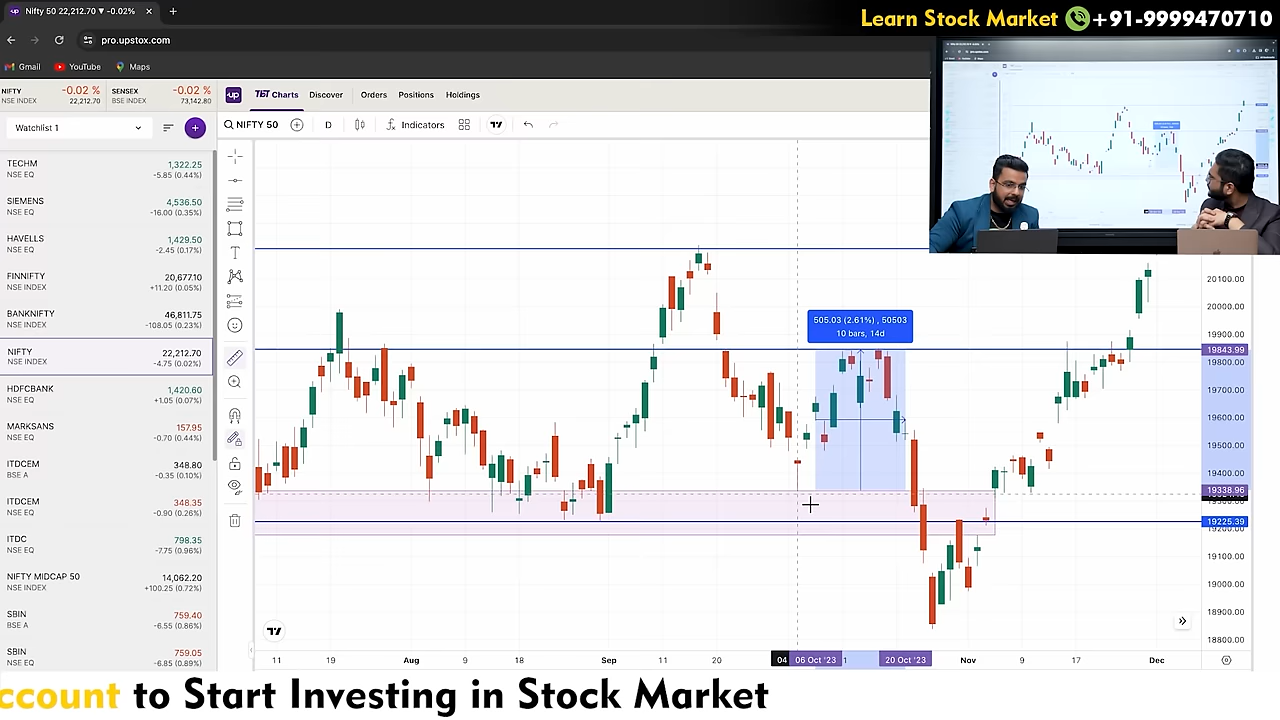 up Nifty 50 22,212.70 ▼ -0.02% × +
Learn Stock Market +91-9999470710
pro.upstox.com
Gmail YouTube Maps
NIFTY -0.02 % SENSEX -0.02 %
NSE INDEX 22,212.70 BSE INDEX 73,142.80
up TBT Charts Discover Orders Positions Holdings
Watchlist 1 +
NIFTY 50 D Indicators
TECHM 1,322.25
NSE EQ -5.85 (0.44%)
SIEMENS 4,536.50
NSE EQ -16.00 (0.35%)
HAVELLS 1,429.50
NSE EQ -2.45 (0.17%)
FINNIFTY 20,677.10
NSE INDEX +11.20 (0.05%)
BANKNIFTY 46,811.75
NSE INDEX -108.05 (0.23%)
NIFTY 22,212.70
NSE INDEX -4.75 (0.02%)
HDFCBANK 1,420.60
NSE EQ +1.05 (0.07%)
MARKSANS 157.95
NSE EQ -0.70 (0.44%)
ITDCEM 348.80
BSE A -0.35 (0.10%)
ITDCEM 348.35
NSE EQ -0.90 (0.26%)
ITDC 798.35
NSE EQ -7.75 (0.96%)
NIFTY MIDCAP 50 14,062.20
NSE INDEX +100.25 (0.72%)
SBIN 759.40
BSE A -6.55 (0.86%)
SBIN 759.05
NSE EQ -6.85 (0.89%)
505.03 (2.61%) , 50503
10 bars, 14d
20100.00
20000.00
19900.00
19843.99
19800.00
19700.00
19600.00
19500.00
19400.00
19338.96
19225.39
19100.00
19000.00
18900.00
18800.00
11 19 Aug 9 18 Sep 11 20 04 06 Oct '23 1 20 Oct '23 Nov 9 17 Dec
ccount to Start Investing in Stock Market